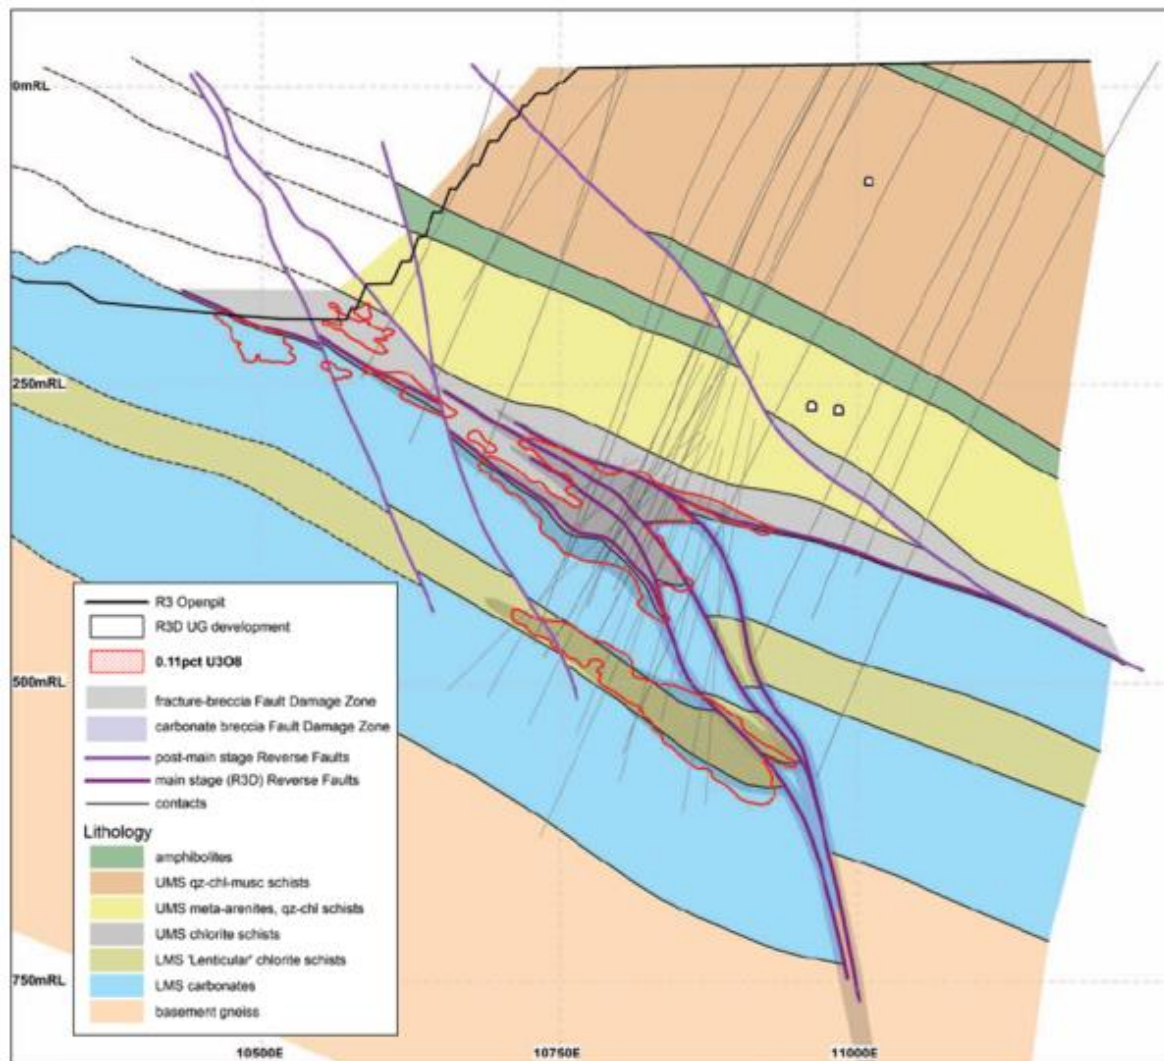 0mRL
250mRL
500mRL
750mRL
10500E
10750E
11000E
R3 Openpit
R3D UG development
0.11pct U3O8
fracture-breccia Fault Damage Zone
carbonate breccia Fault Damage Zone
post-main stage Reverse Faults
main stage (R3D) Reverse Faults
contacts
Lithology
amphibolites
UMS qz-chl-musc schists
UMS meta-arenites, qz-chl schists
UMS chlorite schists
LMS 'Lenticular' chlorite schists
LMS carbonates
basement gneiss